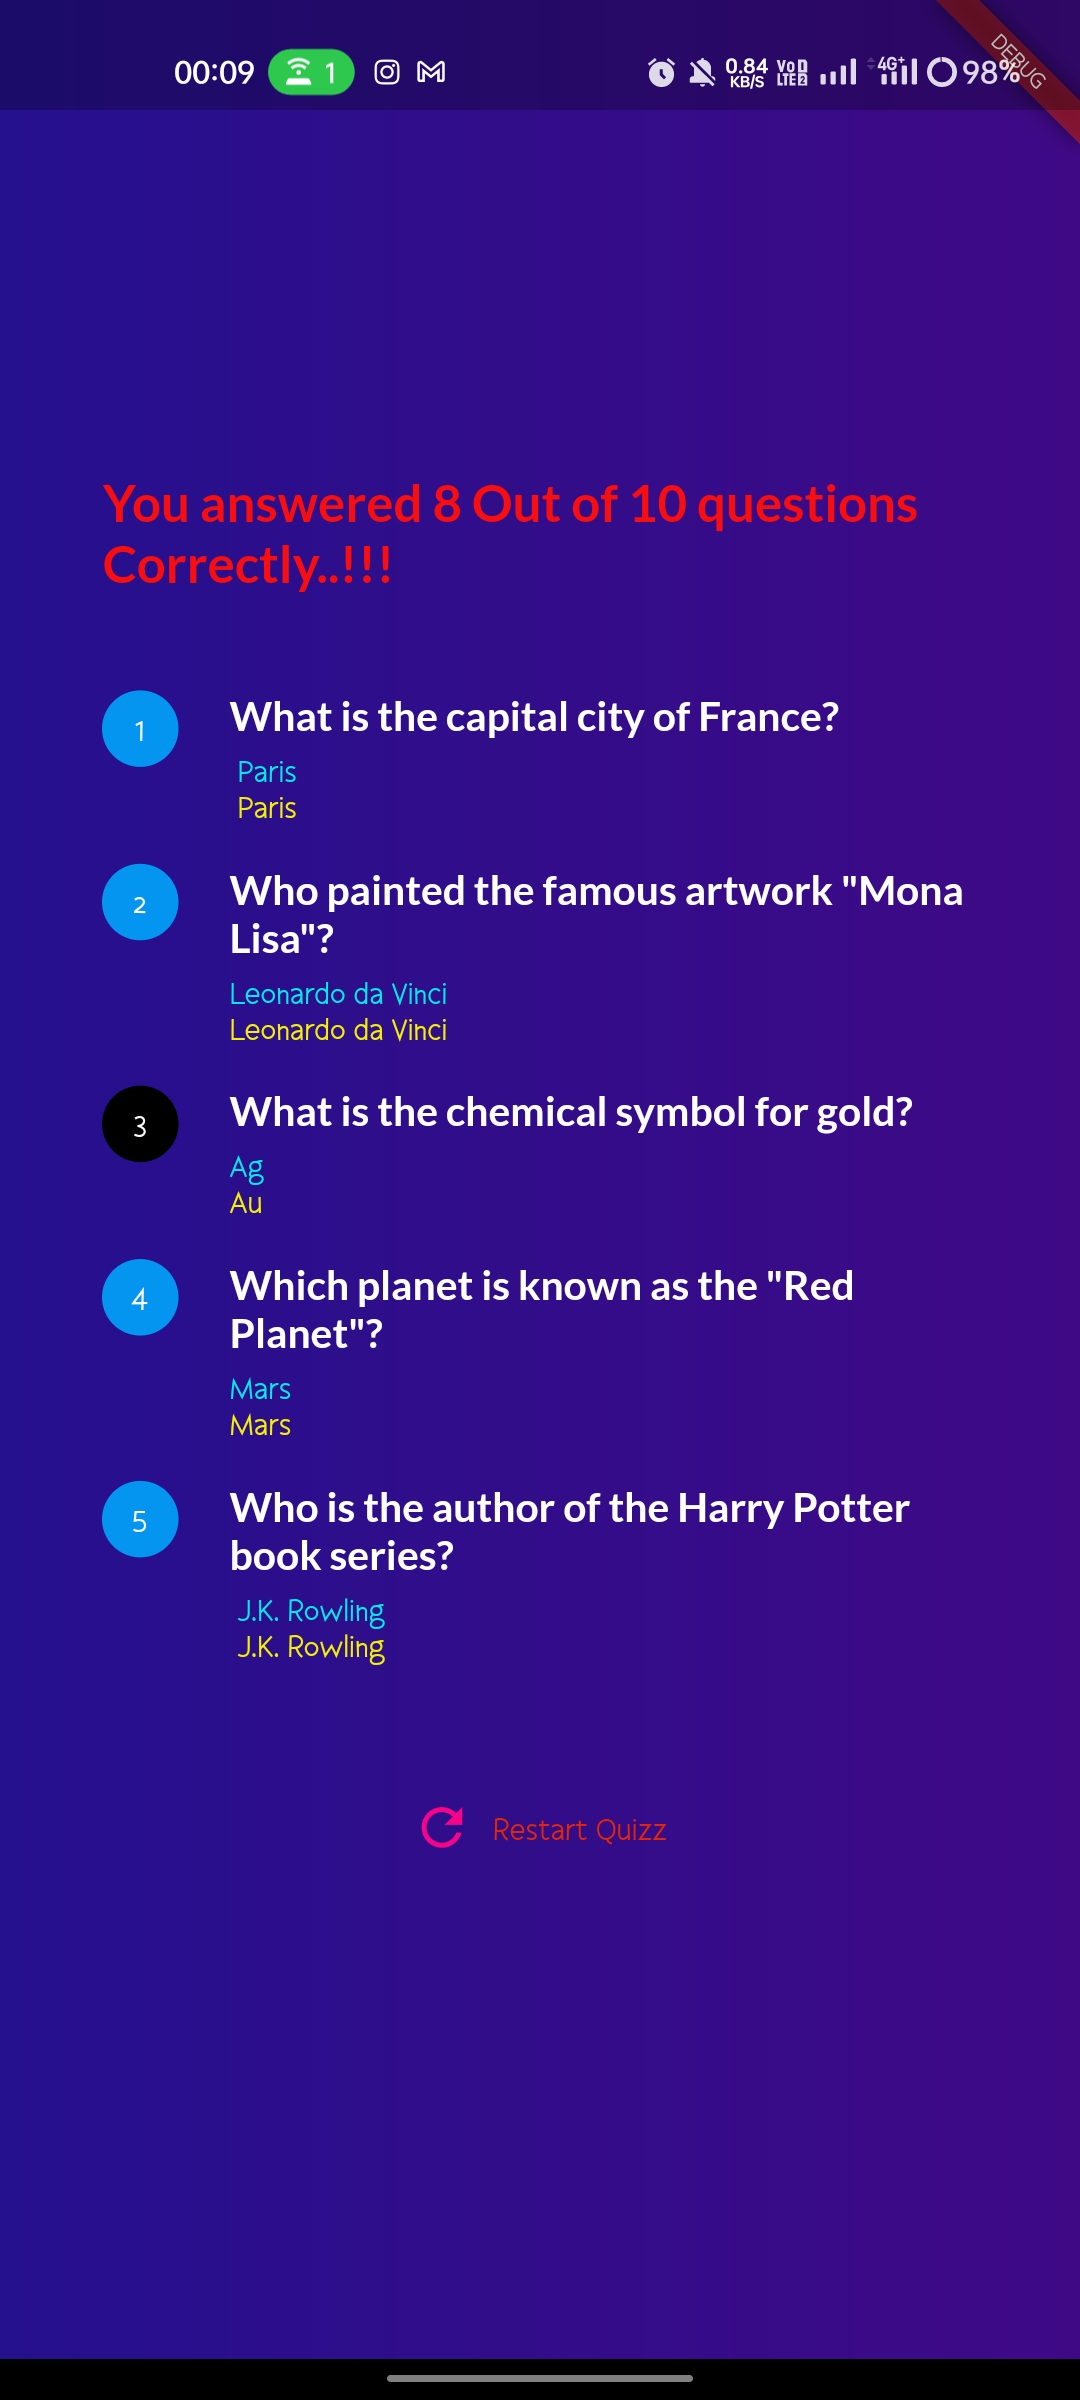 00:09 1 0.84 KB/S Vo LTE 2 4G+ 98%
DEBUG
You answered 8 Out of 10 questions
Correctly..!!!
1 What is the capital city of France?
Paris
Paris
2 Who painted the famous artwork "Mona
Lisa"?
Leonardo da Vinci
Leonardo da Vinci
3 What is the chemical symbol for gold?
Ag
Au
4 Which planet is known as the "Red
Planet"?
Mars
Mars
5 Who is the author of the Harry Potter
book series?
J.K. Rowling
J.K. Rowling
Restart Quizz